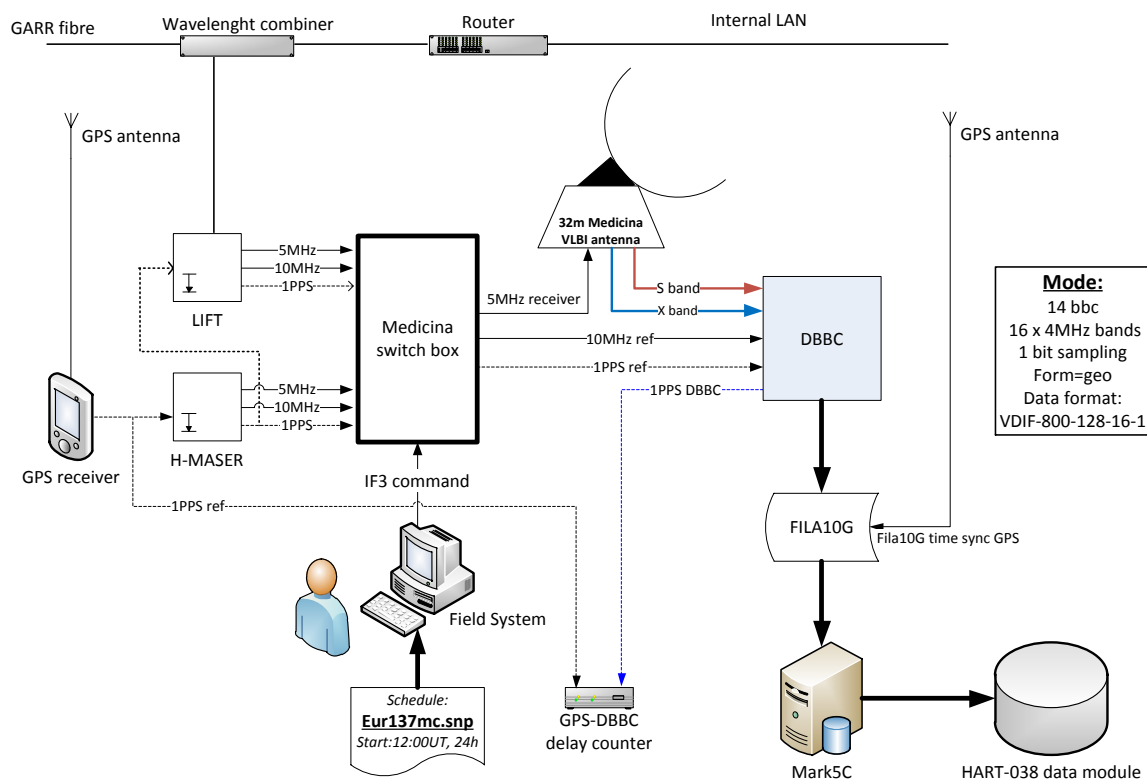 GARR fibre
Wavelenght combiner
Router
Internal LAN
GPS antenna
GPS antenna
32m Medicina
VLBI antenna
5MHz
10MHz
1PPS
LIFT
Medicina
switch box
5MHz receiver
S band
X band
10MHz ref
1PPS ref
1PPS DBBC
DBBC
Mode:
14 bbc
16 x 4MHz bands
1 bit sampling
Form=geo
Data format:
VDIF-800-128-16-1
5MHz
10MHz
1PPS
H-MASER
GPS receiver
IF3 command
1PPS ref
FILA10G
Fila10G time sync GPS
Field System
Schedule:
Eur137mc.snp
Start:12:00UT, 24h
GPS-DBBC
delay counter
Mark5C
HART-038 data module